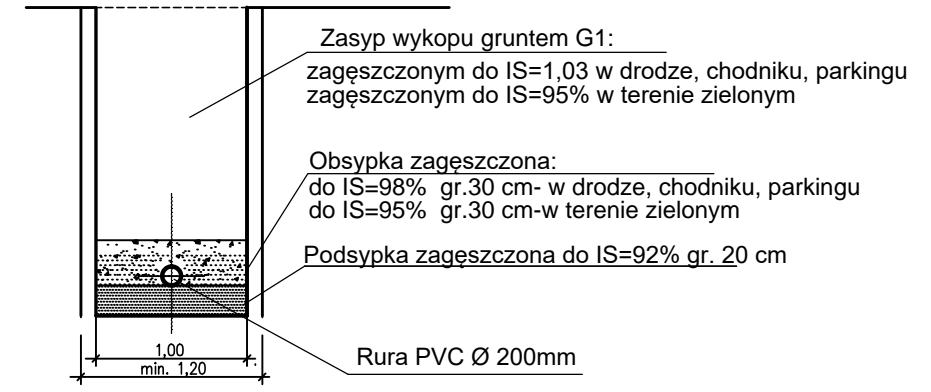 Zasyp wykopu gruntem G1:
zagęszczonym do IS=1,03 w drodze, chodniku, parkingu
zagęszczonym do IS=95% w terenie zielonym
Obsypka zagęszczona:
do IS=98% gr.30 cm- w drodze, chodniku, parkingu
do IS=95% gr.30 cm-w terenie zielonym
Podsypka zagęszczona do IS=92% gr. 20 cm
1,00
min. 1,20
Rura PVC Ø 200mm